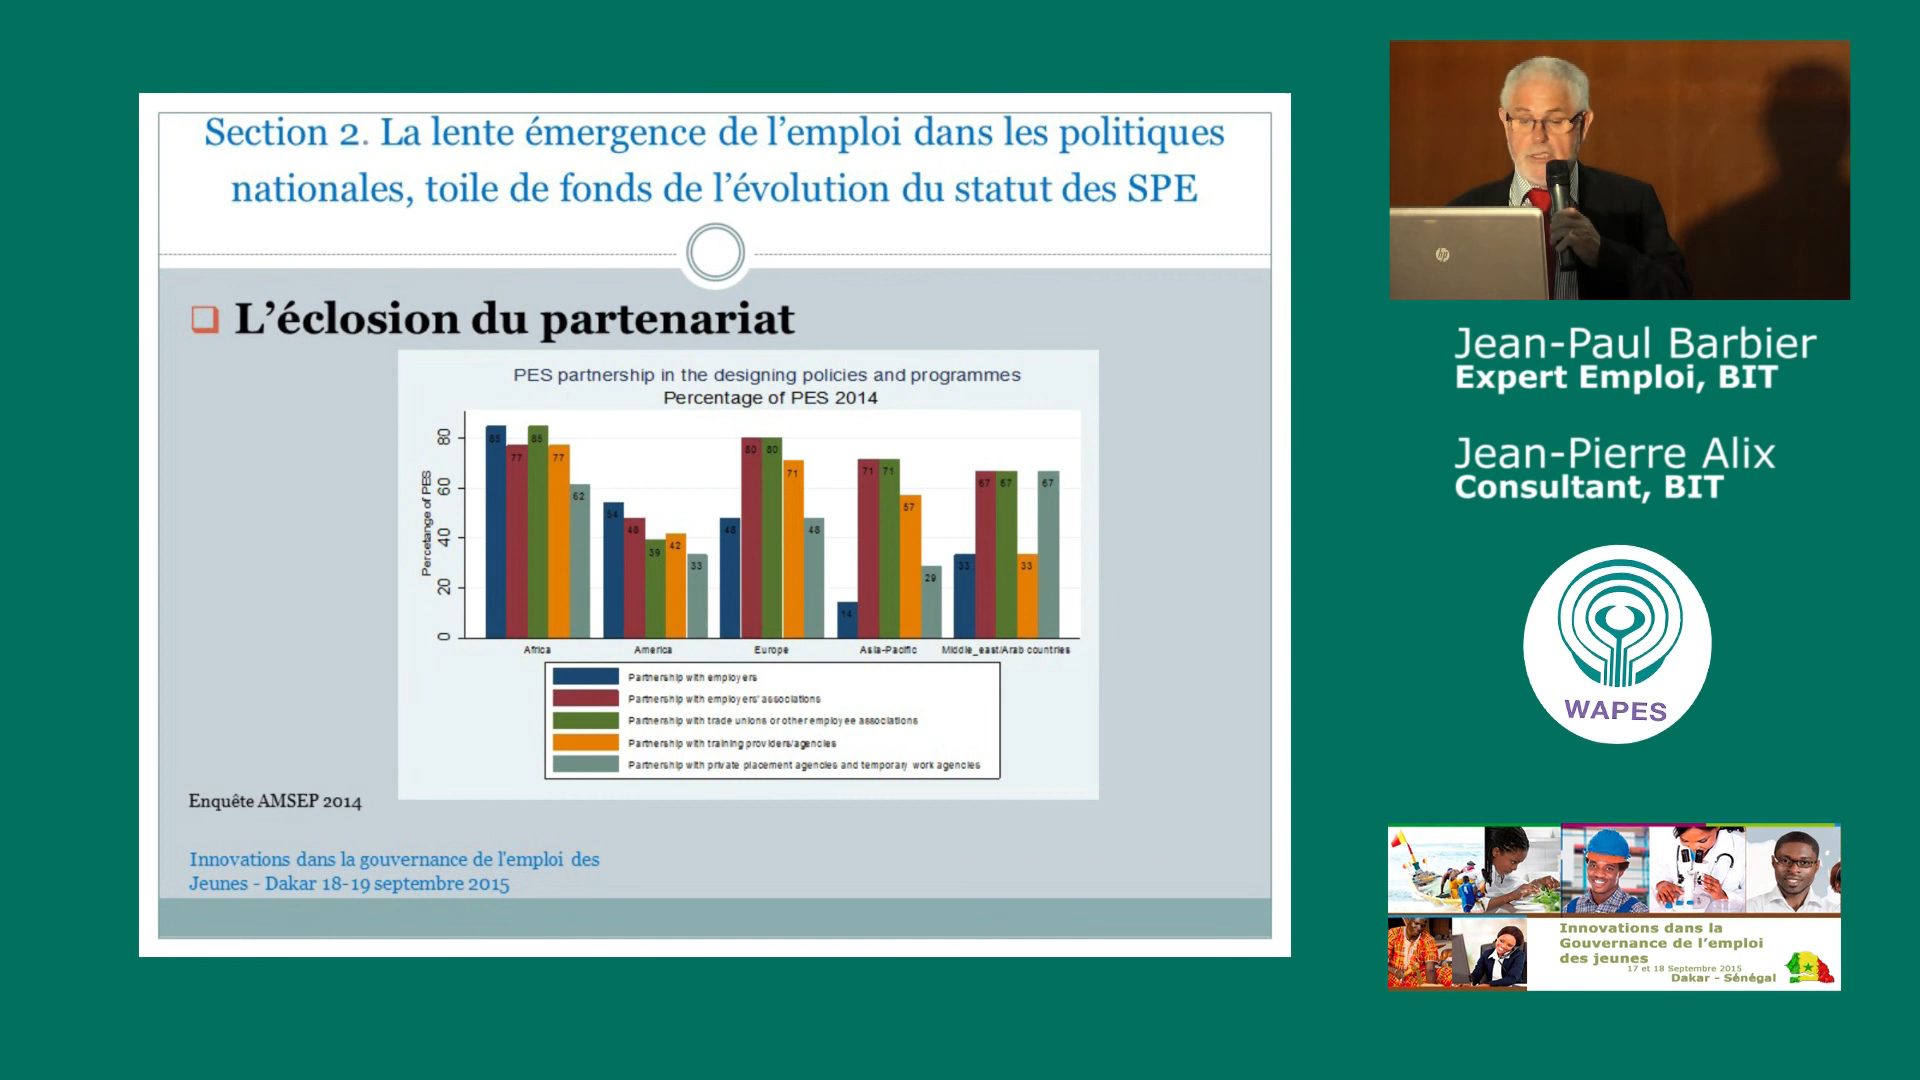 Section 2. La lente émergence de l’emploi dans les politiques
nationales, toile de fonds de l’évolution du statut des SPE
L’éclosion du partenariat
PES partnership in the designing policies and programmes
Percentage of PES 2014
Percetange of PES
80
60
40
20
0
85 77 85 77 62
54 48 39 42 33
48 80 80 71 48
14 71 71 57 29
33 67 67 33 67
Africa America Europe Asia-Pacific Middle_east/Arab countries
Partnership with employers
Partnership with employers' associations
Partnership with trade unions or other employee associations
Partnership with training providers/agencies
Partnership with private placement agencies and temporary work agencies
Enquête AMSEP 2014
Innovations dans la gouvernance de l'emploi des
Jeunes - Dakar 18-19 septembre 2015
hp
Jean-Paul Barbier
Expert Emploi, BIT
Jean-Pierre Alix
Consultant, BIT
WAPES
Innovations dans la
Gouvernance de l’emploi
des jeunes
17 et 18 Septembre 2015
Dakar - Sénégal